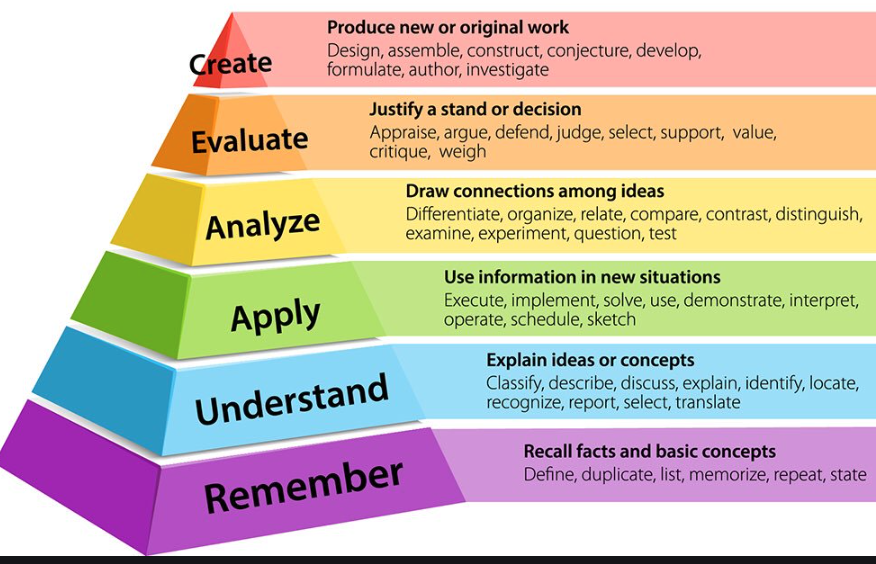 Create
Produce new or original work
Design, assemble, construct, conjecture, develop,
formulate, author, investigate
Evaluate
Justify a stand or decision
Appraise, argue, defend, judge, select, support, value,
critique, weigh
Analyze
Draw connections among ideas
Differentiate, organize, relate, compare, contrast, distinguish,
examine, experiment, question, test
Apply
Use information in new situations
Execute, implement, solve, use, demonstrate, interpret,
operate, schedule, sketch
Understand
Explain ideas or concepts
Classify, describe, discuss, explain, identify, locate,
recognize, report, select, translate
Remember
Recall facts and basic concepts
Define, duplicate, list, memorize, repeat, state